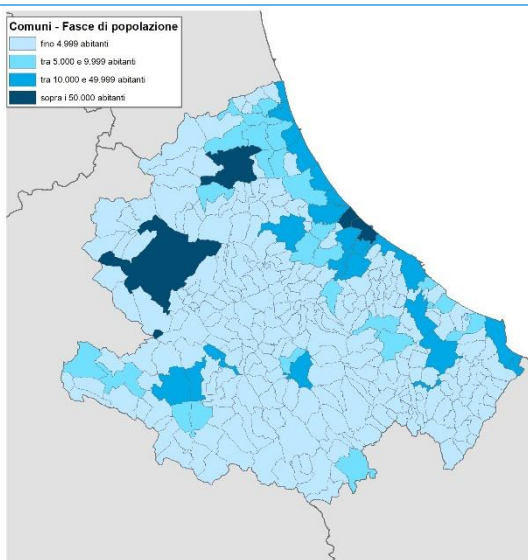 Comuni - Fasce di popolazione
fino 4.999 abitanti
tra 5.000 e 9.999 abitanti
tra 10.000 e 49.999 abitanti
sopra i 50.000 abitanti